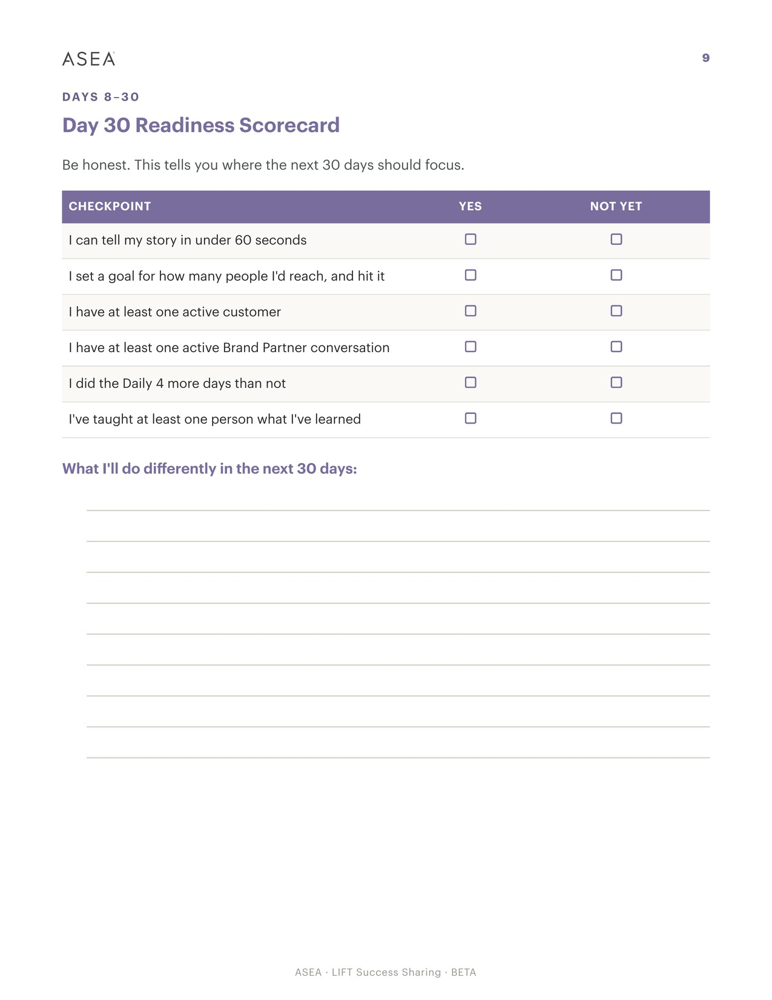 ASEA
9
DAYS 8–30
Day 30 Readiness Scorecard
Be honest. This tells you where the next 30 days should focus.
CHECKPOINT YES NOT YET
I can tell my story in under 60 seconds
I set a goal for how many people I'd reach, and hit it
I have at least one active customer
I have at least one active Brand Partner conversation
I did the Daily 4 more days than not
I've taught at least one person what I've learned
What I'll do differently in the next 30 days:
ASEA · LIFT Success Sharing · BETA